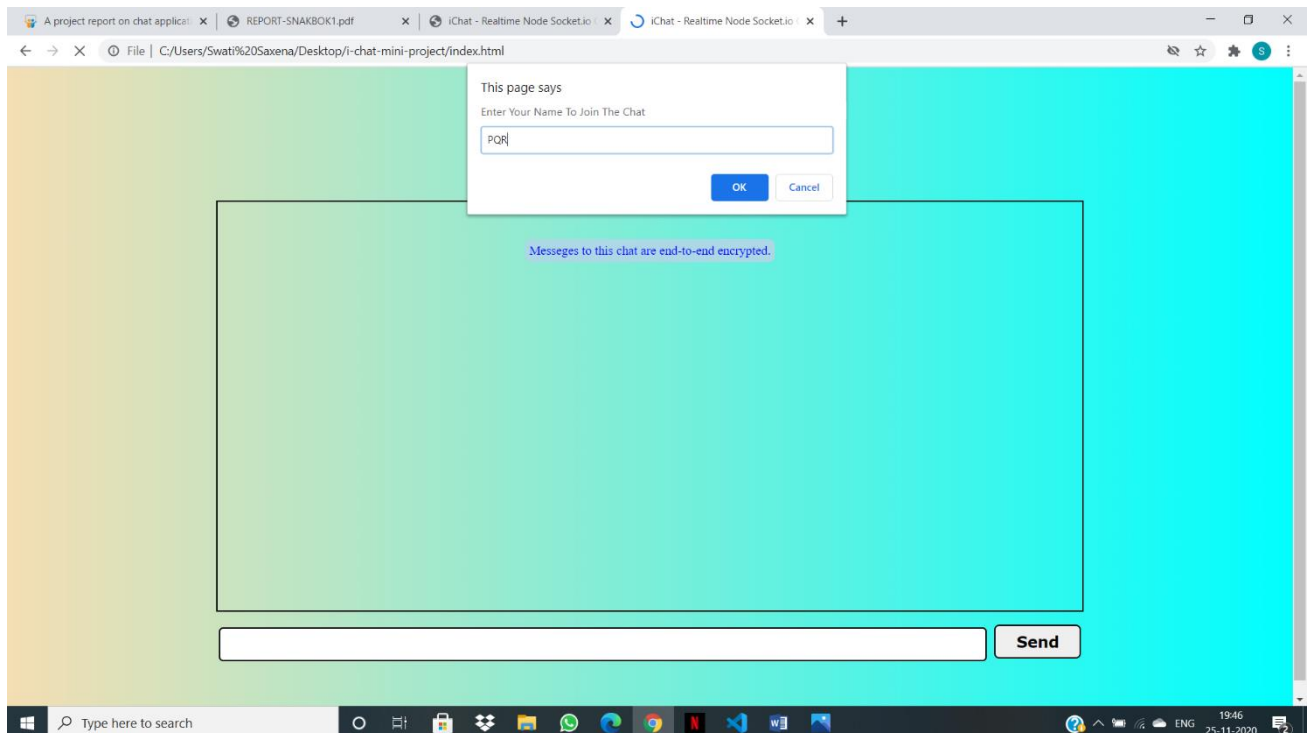 A project report on chat applicat
REPORT-SNAKBOK1.pdf
iChat - Realtime Node Socket.io
iChat - Realtime Node Socket.io
File | C:/Users/Swati%20Saxena/Desktop/i-chat-mini-project/index.html
S
This page says
Enter Your Name To Join The Chat
PQR
OK Cancel
Messeges to this chat are end-to-end encrypted.
Send
Type here to search
N
ENG
19:46
25-11-2020
2